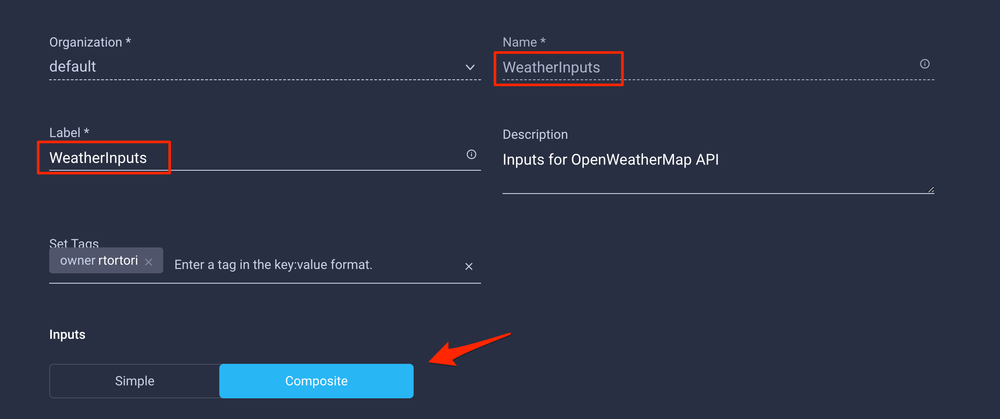 Organization *
default
Name *
WeatherInputs
Label *
WeatherInputs
Description
Inputs for OpenWeatherMap API
Set Tags
owner rtortori
Enter a tag in the key:value format.
Inputs
Simple
Composite